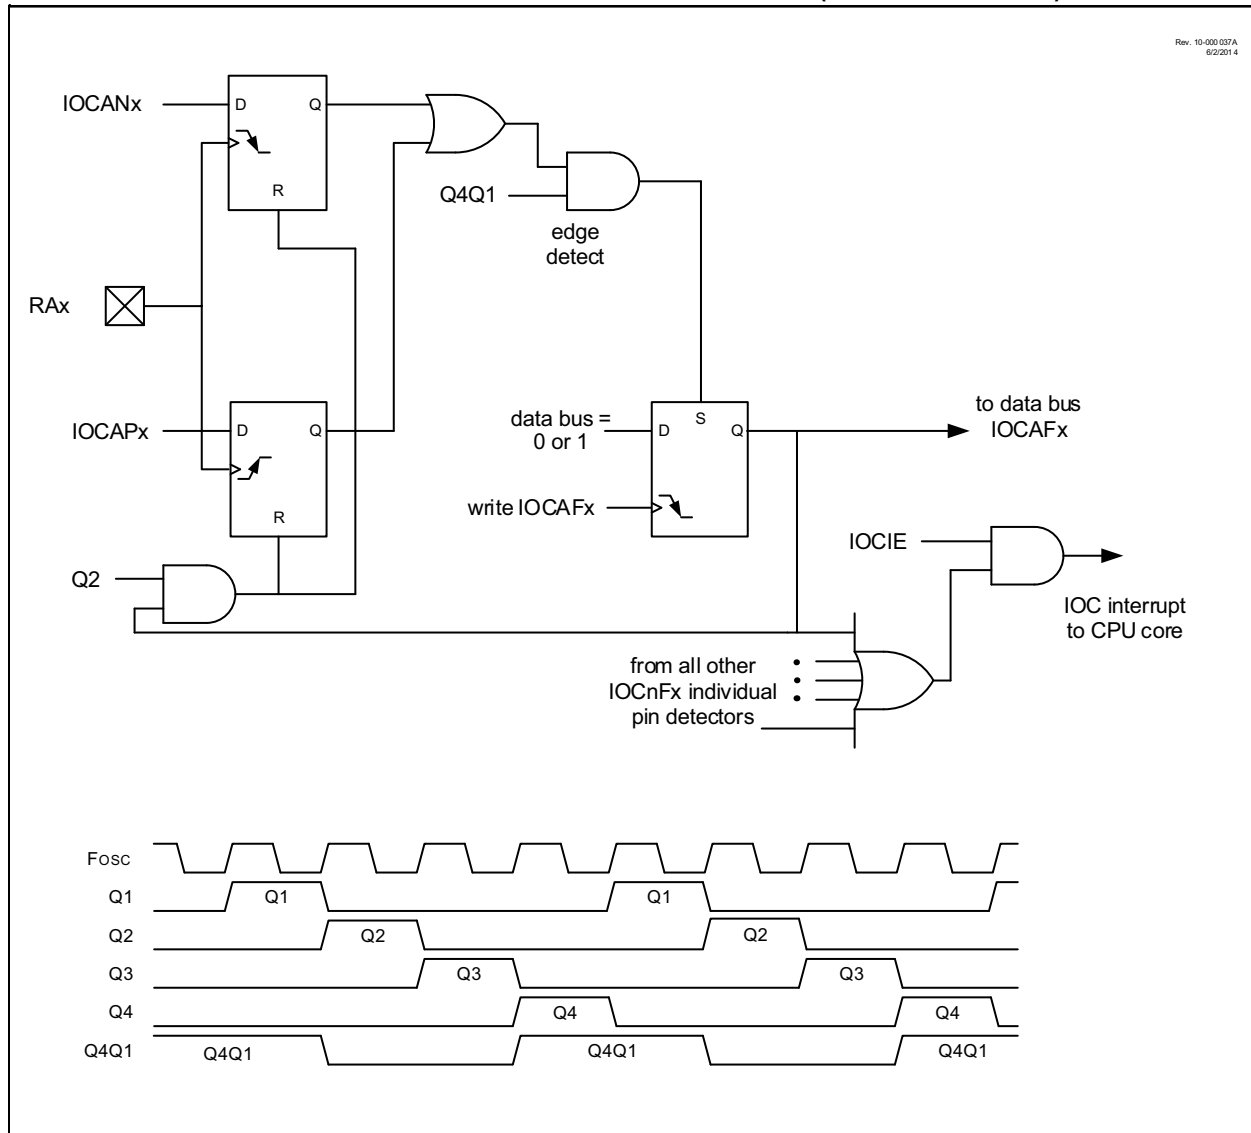 Rev. 10-000 037A
6/2/201 4
IOCANx
D
Q
R
Q4Q1
edge
detect
RAx
IOCAPx
D
Q
R
data bus =
0 or 1
S
D
Q
write IOCAFx
to data bus
IOCAFx
IOCIE
Q2
IOC interrupt
to CPU core
from all other
IOCnFx individual
pin detectors
FOSC
Q1
Q1
Q1
Q2
Q2
Q2
Q3
Q3
Q3
Q4
Q4
Q4
Q4Q1
Q4Q1
Q4Q1
Q4Q1